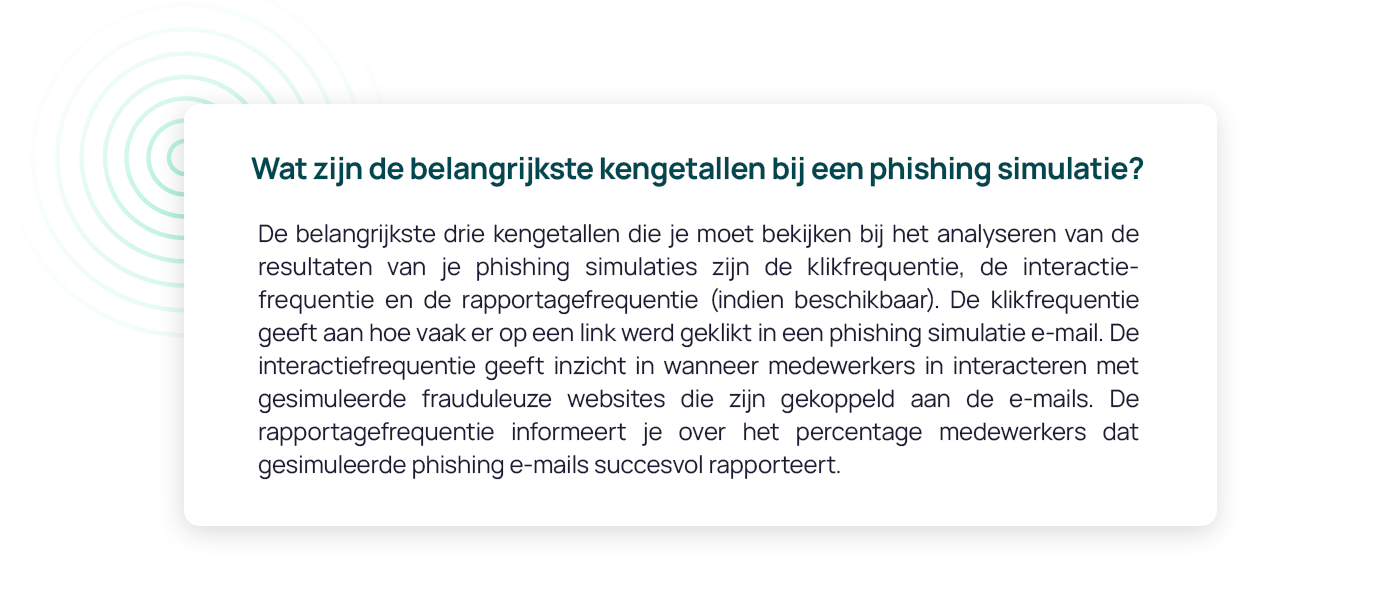 Wat zijn de belangrijkste kengetallen bij een phishing simulatie?
De belangrijkste drie kengetallen die je moet bekijken bij het analyseren van de
resultaten van je phishing simulaties zijn de klikfrequentie, de interactie-
frequentie en de rapportagefrequentie (indien beschikbaar). De klikfrequentie
geeft aan hoe vaak er op een link werd geklikt in een phishing simulatie e-mail. De
interactiefrequentie geeft inzicht in wanneer medewerkers in interacteren met
gesimuleerde frauduleuze websites die zijn gekoppeld aan de e-mails. De
rapportagefrequentie informeert je over het percentage medewerkers dat
gesimuleerde phishing e-mails succesvol rapporteert.